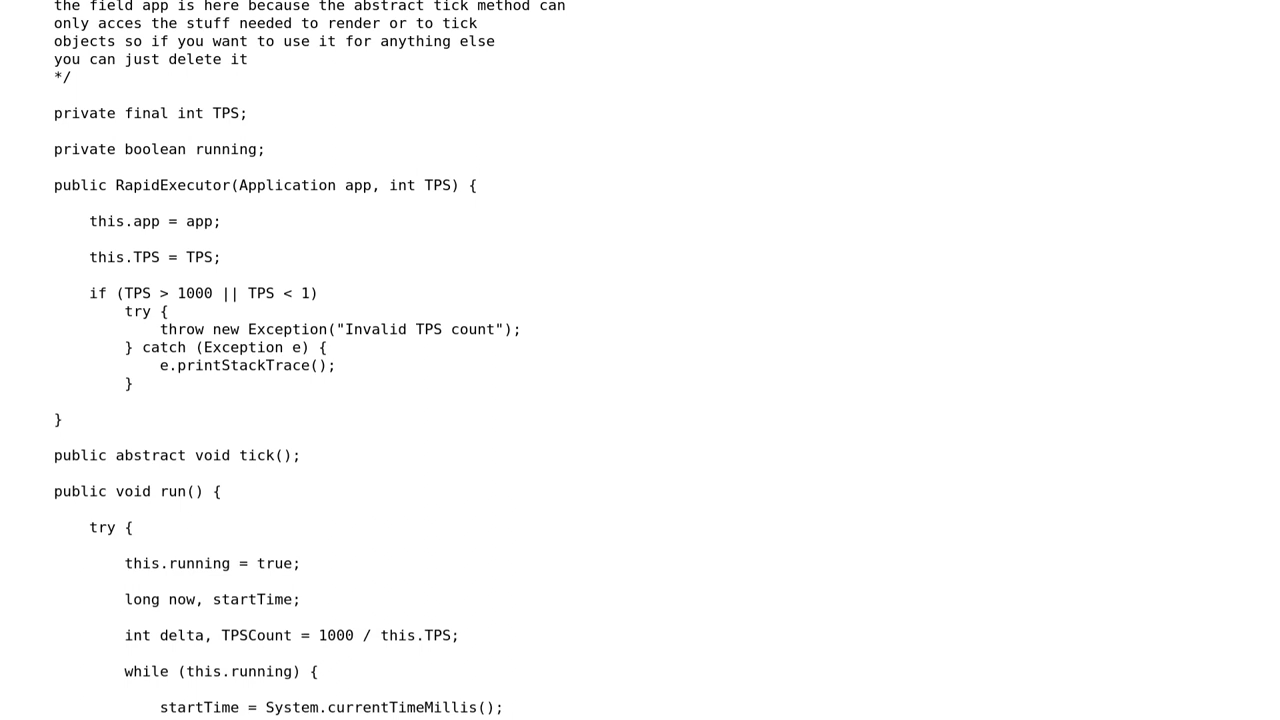 the field app is here because the abstract tick method can
only acces the stuff needed to render or to tick
objects so if you want to use it for anything else
you can just delete it
*/
private final int TPS;
private boolean running;
public RapidExecutor(Application app, int TPS) {
this.app = app;
this.TPS = TPS;
if (TPS > 1000 || TPS < 1)
try {
throw new Exception("Invalid TPS count");
} catch (Exception e) {
e.printStackTrace();
}
}
public abstract void tick();
public void run() {
try {
this.running = true;
long now, startTime;
int delta, TPSCount = 1000 / this.TPS;
while (this.running) {
startTime = System.currentTimeMillis();